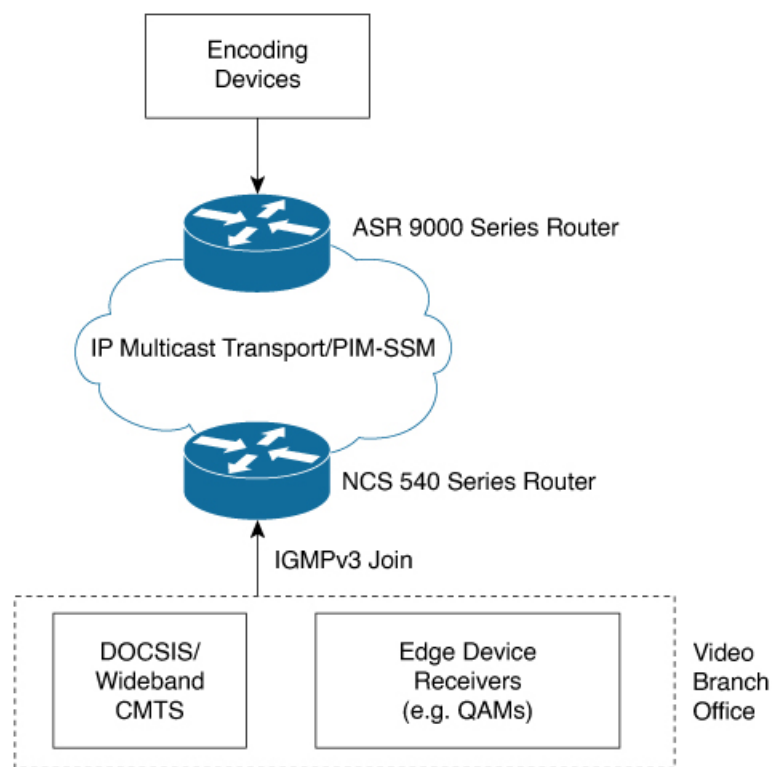 Encoding
Devices
ASR 9000 Series Router
IP Multicast Transport/PIM-SSM
NCS 540 Series Router
IGMPv3 Join
DOCSIS/
Wideband
CMTS
Edge Device
Receivers
(e.g. QAMs)
Video
Branch
Office